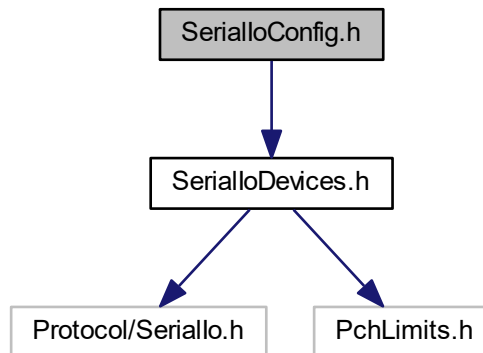 SerialIoConfig.h
SerialIoDevices.h
Protocol/SerialIo.h
PchLimits.h